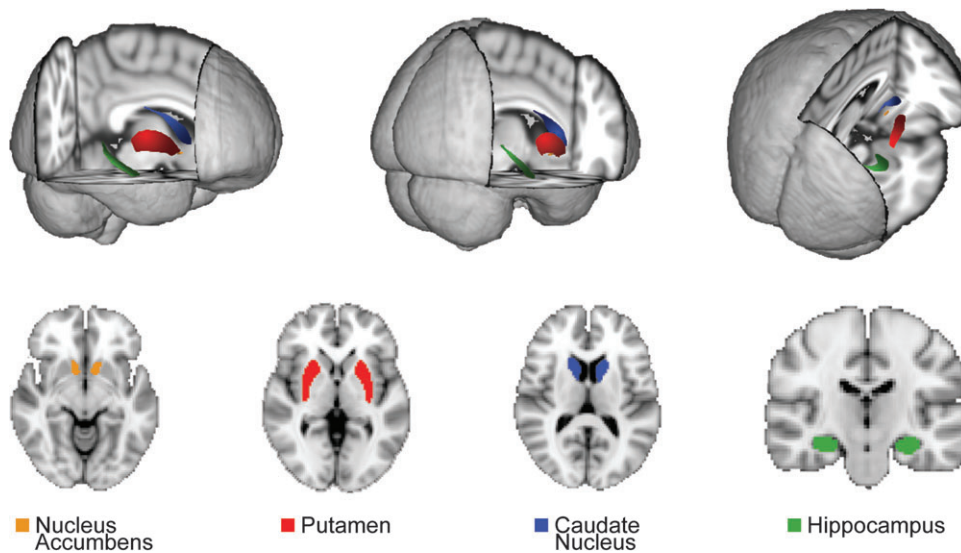 Nucleus
Accumbens
Putamen
Caudate
Nucleus
Hippocampus